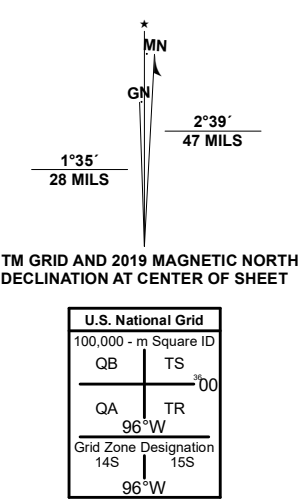 ★
MN
GN
2°39´
47 MILS
1°35´
28 MILS
TM GRID AND 2019 MAGNETIC NORTH
DECLINATION AT CENTER OF SHEET
U.S. National Grid
100,000 - m Square ID
QB TS
3600
QA TR
96°W
Grid Zone Designation
14S 15S
96°W